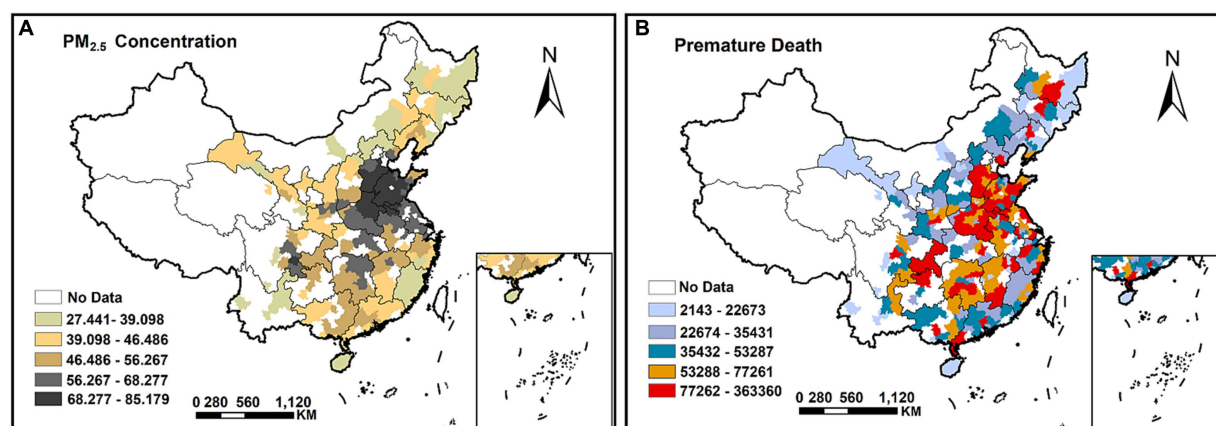 A
PM2.5 Concentration
N
No Data
27.441- 39.098
39.098 - 46.486
46.486 - 56.267
56.267 - 68.277
68.277 - 85.179
0 280 560 1,120
KM
B
Premature Death
N
No Data
2143 - 22673
22674 - 35431
35432 - 53287
53288 - 77261
77262 - 363360
0 280 560 1,120
KM